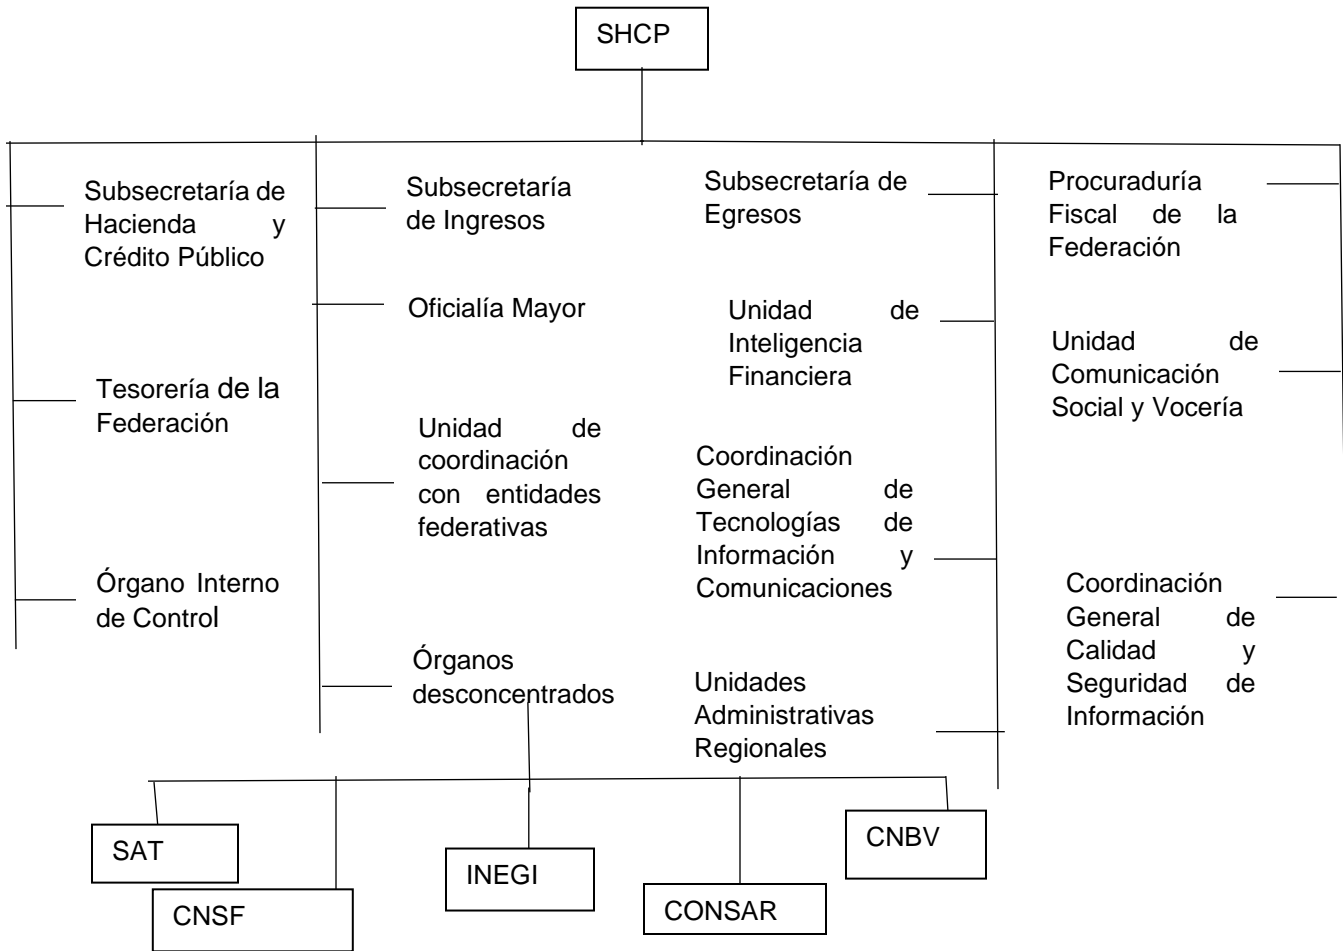 SHCP
Subsecretaría de
Hacienda y
Crédito Público
Tesorería de la
Federación
Órgano Interno
de Control
Subsecretaría
de Ingresos
Oficialía Mayor
Unidad de
coordinación
con entidades
federativas
Órganos
desconcentrados
Subsecretaría de
Egresos
Unidad de
Inteligencia
Financiera
Coordinación
General de
Tecnologías de
Información y
Comunicaciones
Unidades
Administrativas
Regionales
Procuraduría
Fiscal de la
Federación
Unidad de
Comunicación
Social y Vocería
Coordinación
General de
Calidad y
Seguridad de
Información
SAT
CNSF
INEGI
CONSAR
CNBV